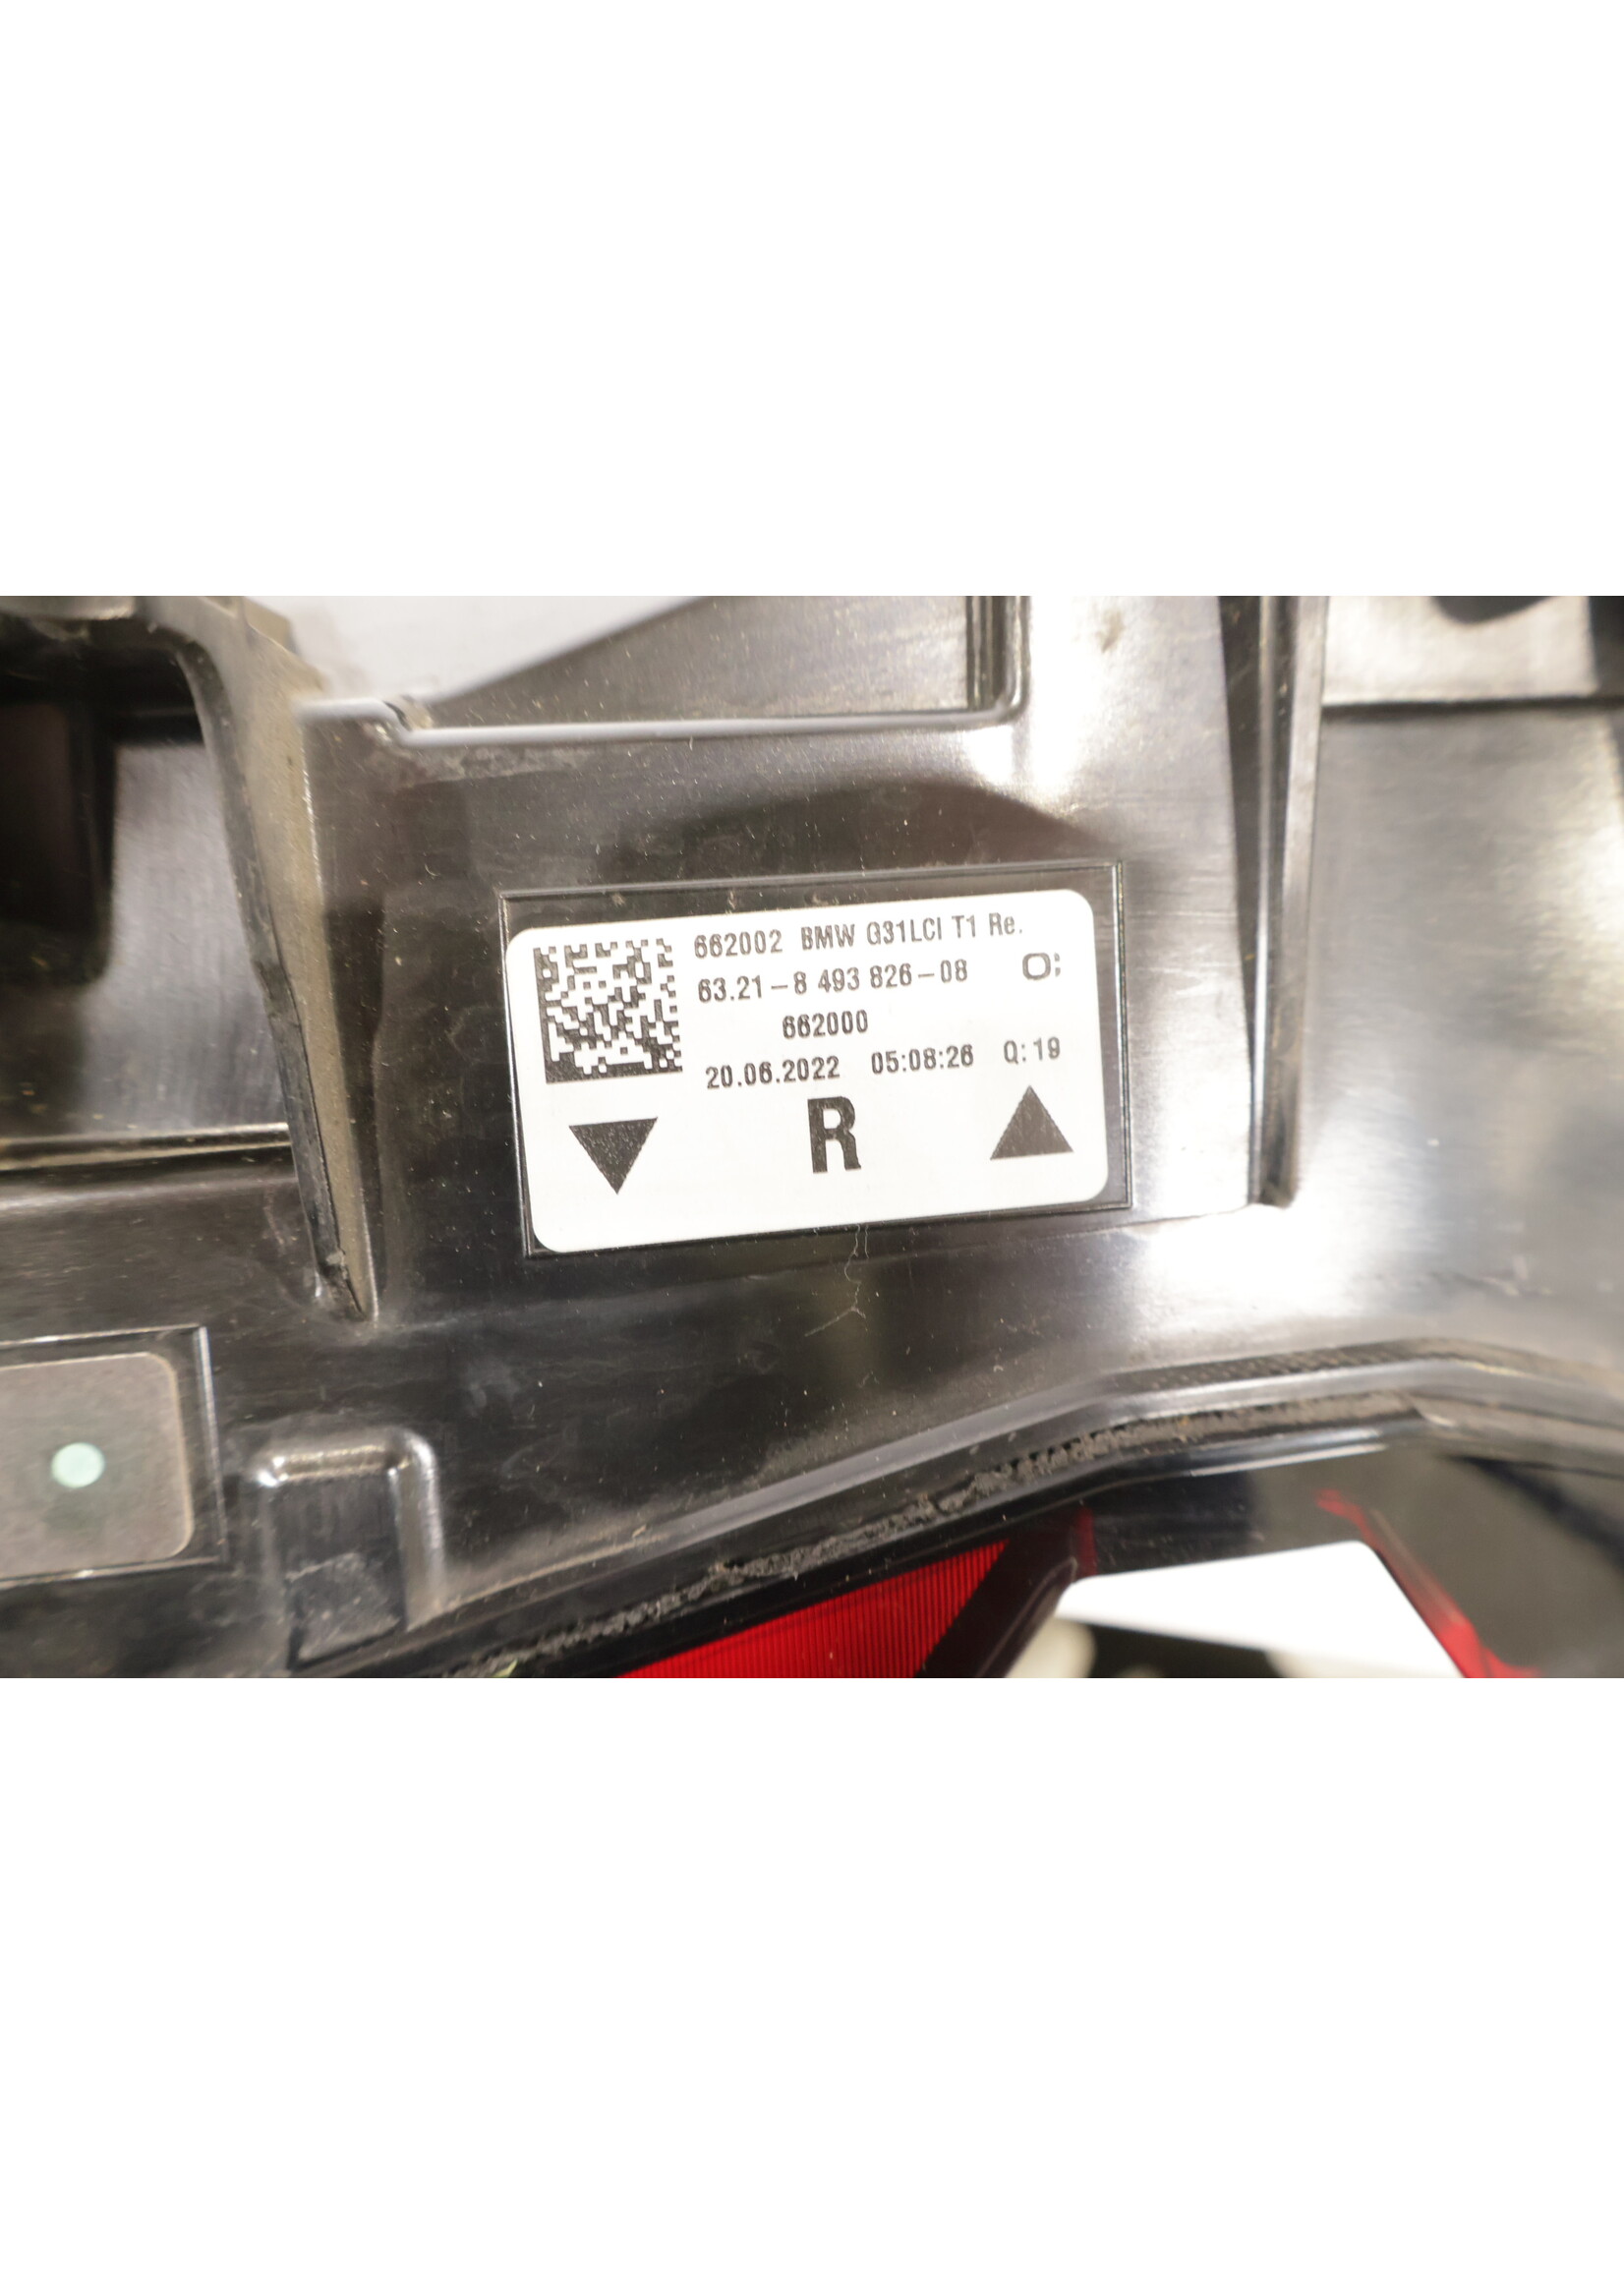 662002 BMW G31LCI T1 Re.
63.21-8 493 826-08 O;
662000
20.06.2022 05:08:26 Q:19
R